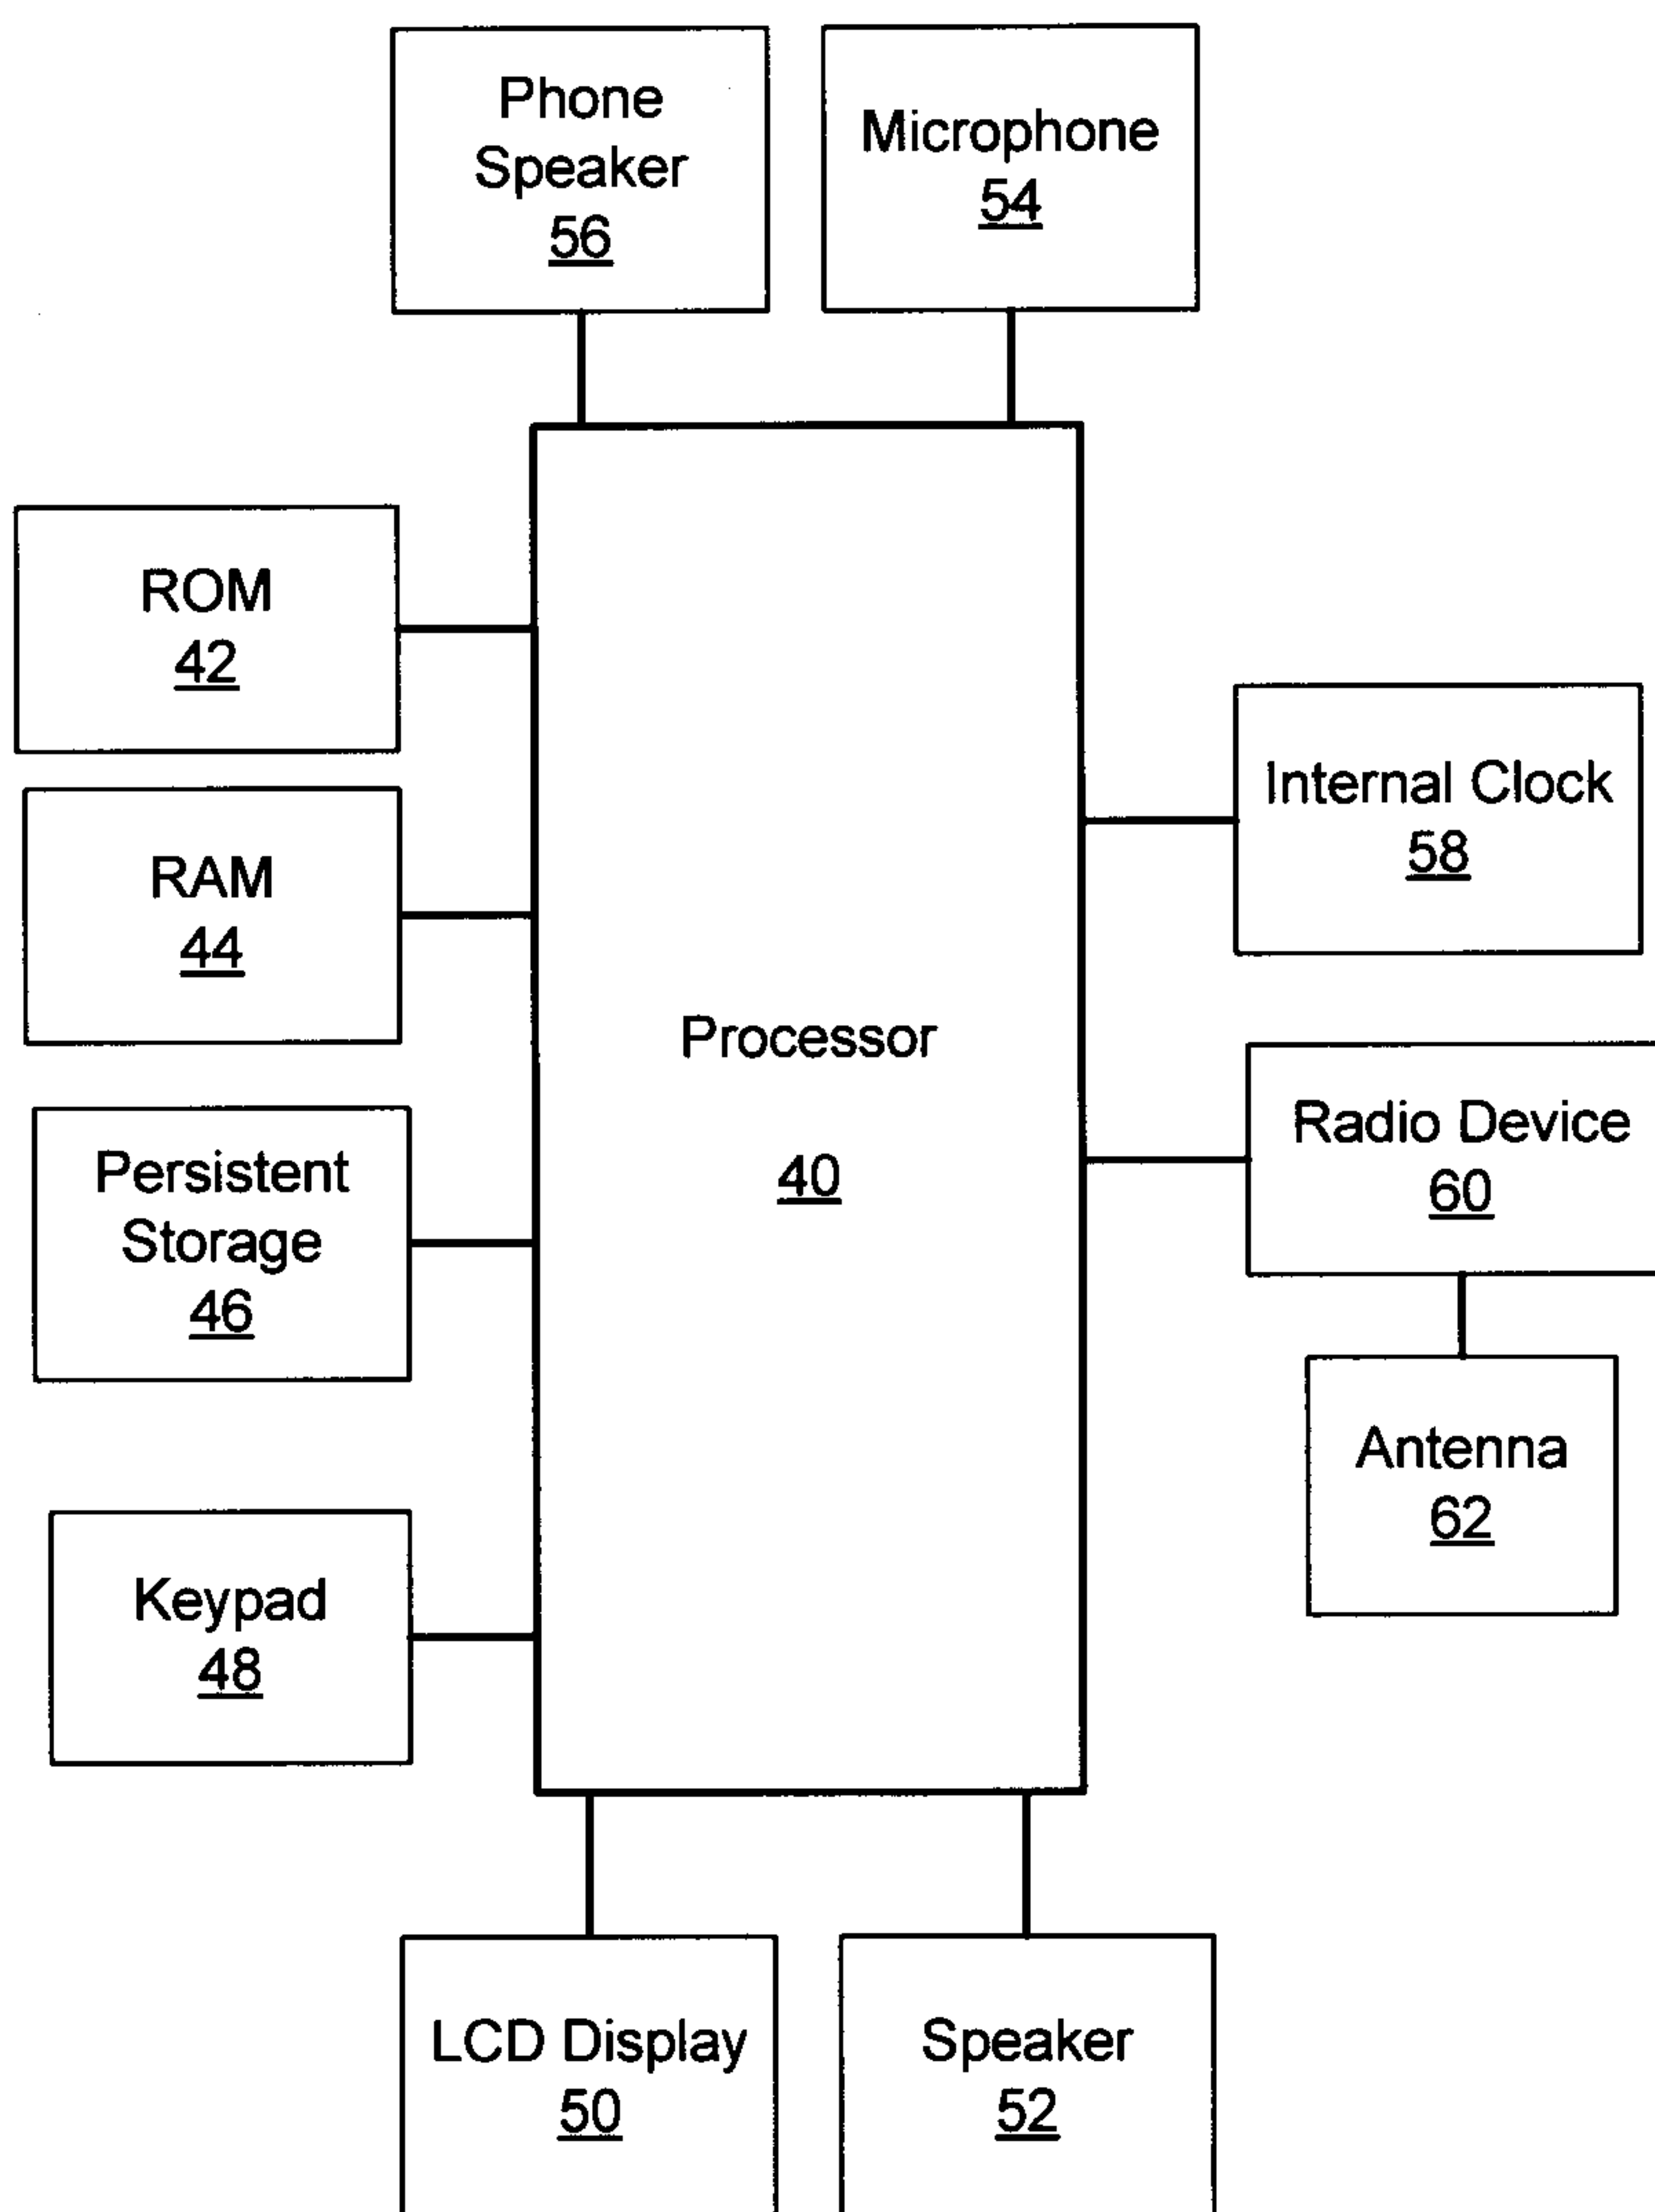 Phone
Speaker
56
Microphone
54
ROM
42
RAM
44
Persistent
Storage
46
Keypad
48
Processor
40
Internal Clock
58
Radio Device
60
Antenna
62
LCD Display
50
Speaker
52